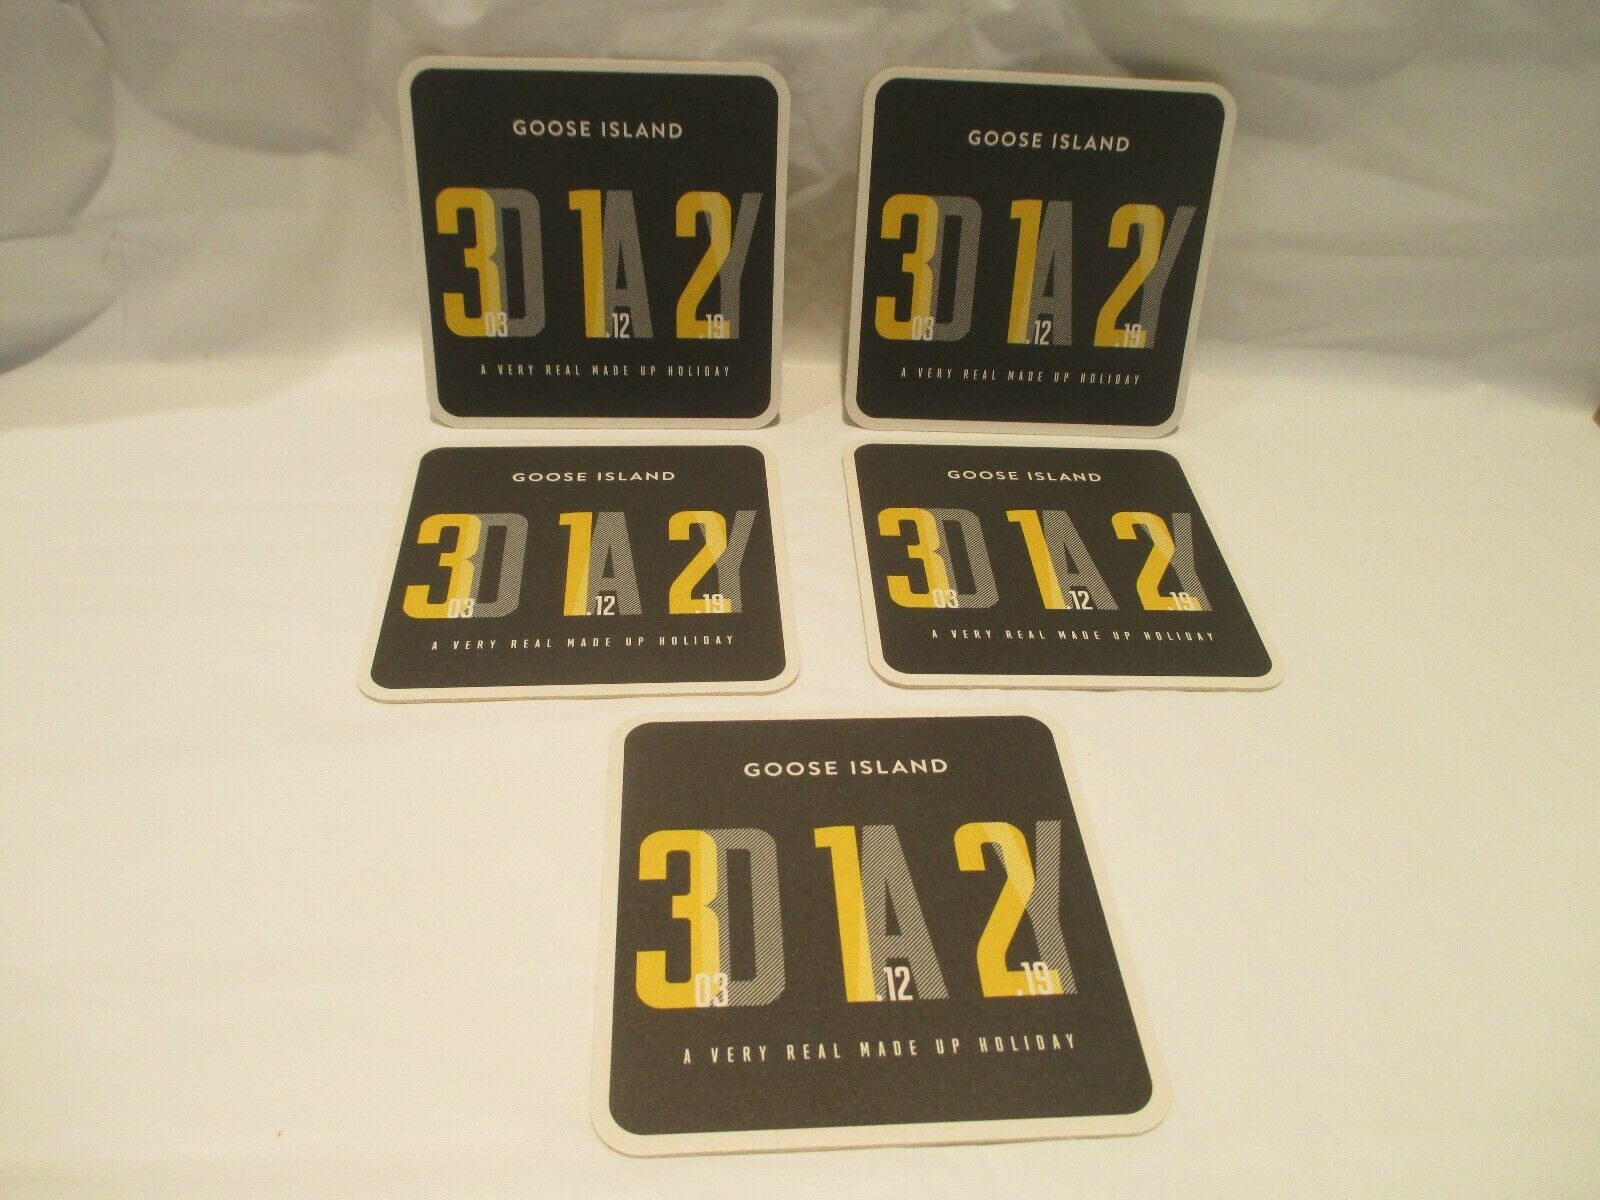 GOOSE ISLAND
3D 1A 2Y
03 .12 .19
A VERY REAL MADE UP HOLIDAY
GOOSE ISLAND
3D 1A 2Y
03 .12 .19
A VERY REAL MADE UP HOLIDAY
GOOSE ISLAND
3D 1A 2Y
03 .12 .19
A VERY REAL MADE UP HOLIDAY
GOOSE ISLAND
3D 1A 2Y
03 .12 .19
A VERY REAL MADE UP HOLIDAY
GOOSE ISLAND
3D 1A 2Y
03 .12 .19
A VERY REAL MADE UP HOLIDAY